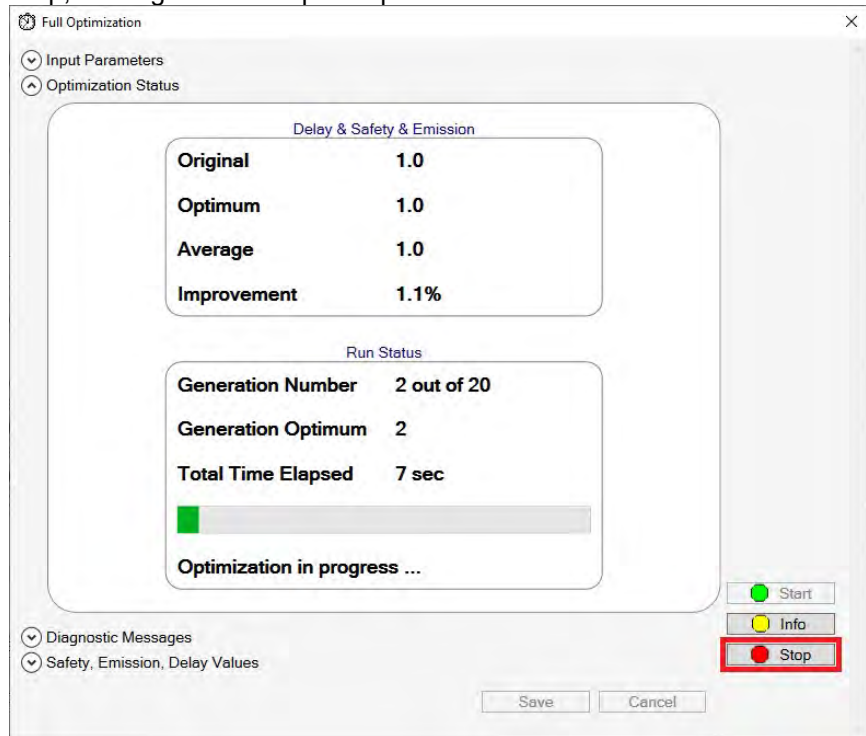 Full Optimization
Input Parameters
Optimization Status
Delay & Safety & Emission
Original 1.0
Optimum 1.0
Average 1.0
Improvement 1.1%
Run Status
Generation Number 2 out of 20
Generation Optimum 2
Total Time Elapsed 7 sec
Optimization in progress ...
Start
Info
Stop
Diagnostic Messages
Safety, Emission, Delay Values
Save Cancel